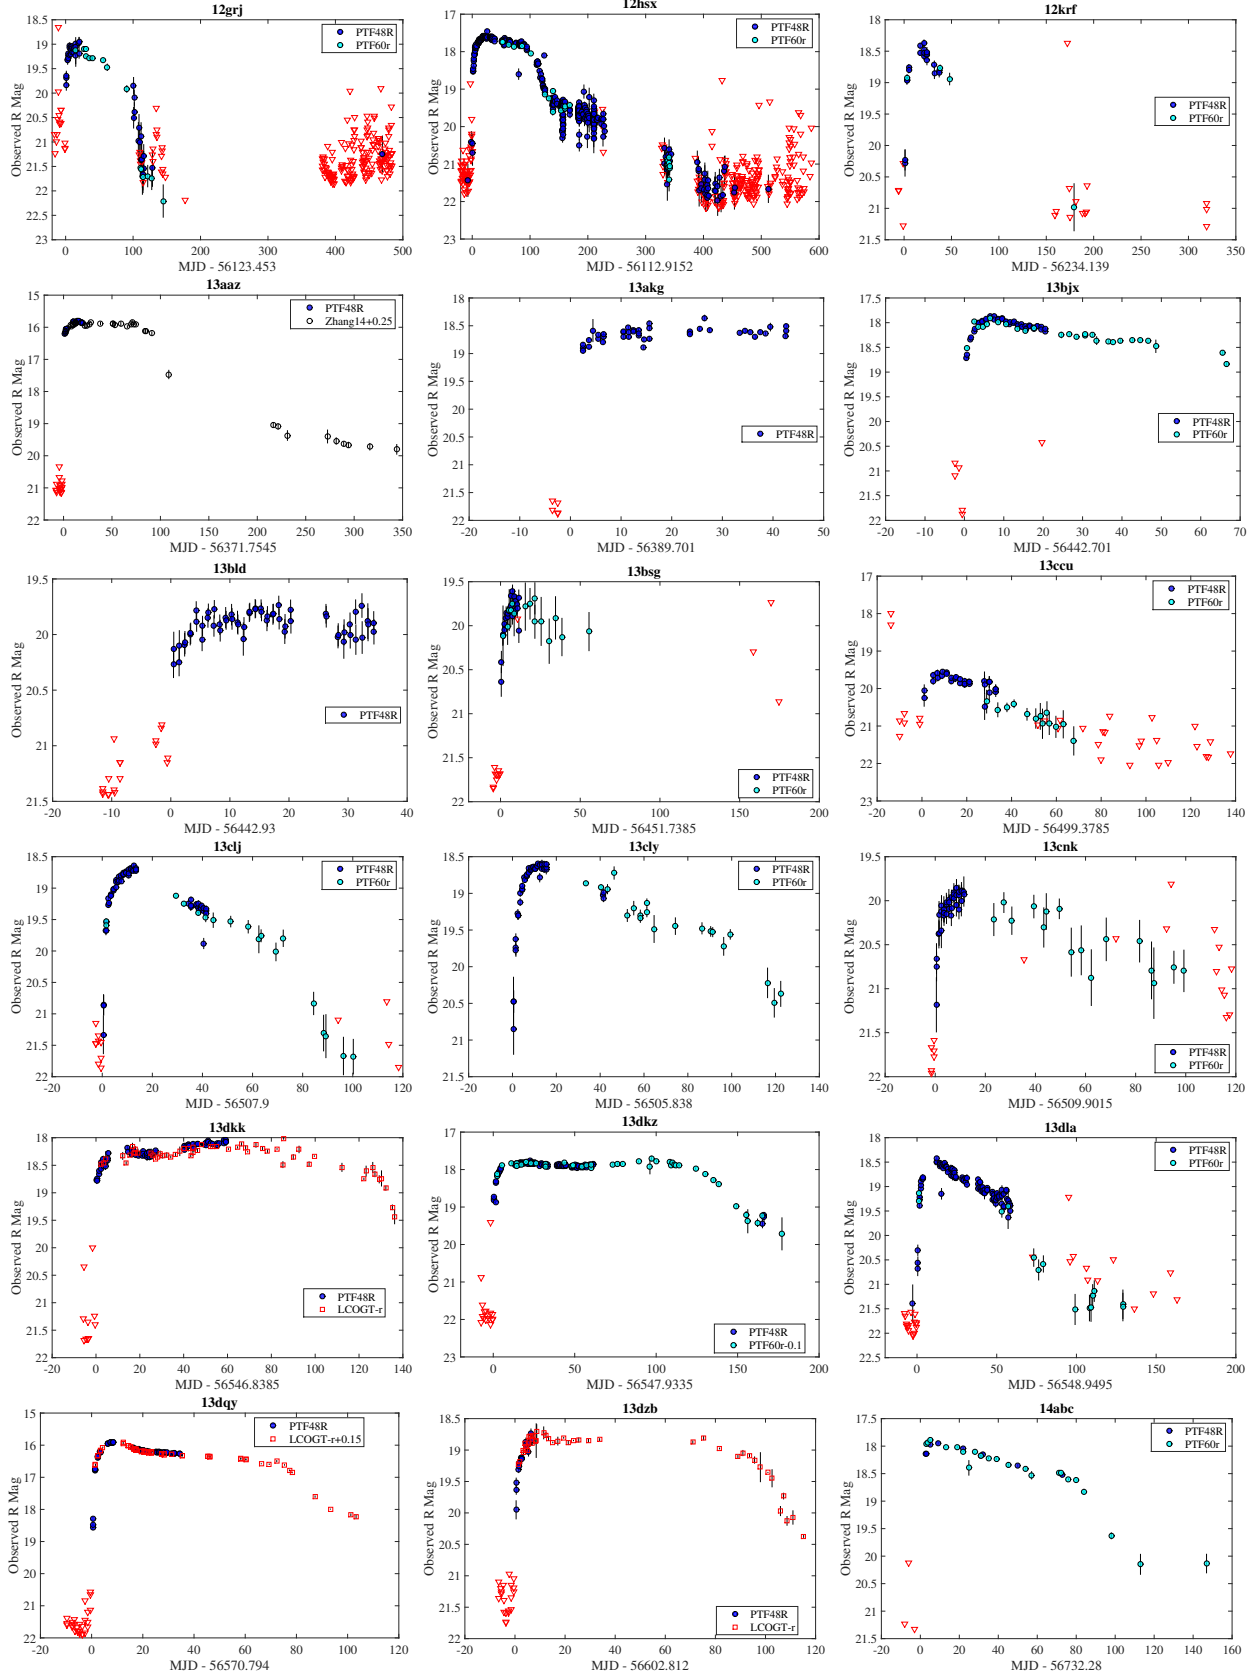 12grj
PTF48R
PTF60r
Observed R Mag
18
18.5
19
19.5
20
20.5
21
21.5
22
22.5
23
0 100 200 300 400 500
MJD - 56123.453
12hsx
PTF48R
PTF60r
Observed R Mag
17
18
19
20
21
22
23
0 100 200 300 400 500 600
MJD - 56112.9152
12krf
PTF48R
PTF60r
Observed R Mag
18
18.5
19
19.5
20
20.5
21
21.5
0 50 100 150 200 250 300 350
MJD - 56234.139
13aaz
PTF48R
Zhang14+0.25
Observed R Mag
15
16
17
18
19
20
21
22
0 50 100 150 200 250 300 350
MJD - 56371.7545
13akg
PTF48R
Observed R Mag
18
18.5
19
19.5
20
20.5
21
21.5
22
-20 -10 0 10 20 30 40 50
MJD - 56389.701
13bjx
PTF48R
PTF60r
Observed R Mag
17.5
18
18.5
19
19.5
20
20.5
21
21.5
22
-20 -10 0 10 20 30 40 50 60 70
MJD - 56442.701
13bld
PTF48R
Observed R Mag
19.5
20
20.5
21
21.5
-20 -10 0 10 20 30 40
MJD - 56442.93
13bsg
PTF48R
PTF60r
Observed R Mag
19.5
20
20.5
21
21.5
22
-50 0 50 100 150 200
MJD - 56451.7385
13ccu
PTF48R
PTF60r
Observed R Mag
17
18
19
20
21
22
23
-20 0 20 40 60 80 100 120 140
MJD - 56499.3785
13clj
PTF48R
PTF60r
Observed R Mag
18.5
19
19.5
20
20.5
21
21.5
22
-20 0 20 40 60 80 100 120
MJD - 56507.9
13cly
PTF48R
PTF60r
Observed R Mag
18.5
19
19.5
20
20.5
21
21.5
-20 0 20 40 60 80 100 120 140
MJD - 56505.838
13cnk
PTF48R
PTF60r
Observed R Mag
19.5
20
20.5
21
21.5
22
-20 0 20 40 60 80 100 120
MJD - 56509.9015
13dkk
PTF48R
LCOGT-r
Observed R Mag
18
18.5
19
19.5
20
20.5
21
21.5
22
-20 0 20 40 60 80 100 120 140
MJD - 56546.8385
13dkz
PTF48R
PTF60r-0.1
Observed R Mag
17
18
19
20
21
22
23
-50 0 50 100 150 200
MJD - 56547.9335
13dla
PTF48R
PTF60r
Observed R Mag
18
18.5
19
19.5
20
20.5
21
21.5
22
22.5
-50 0 50 100 150 200
MJD - 56548.9495
13dqy
PTF48R
LCOGT-r+0.15
Observed R Mag
15
16
17
18
19
20
21
22
-20 0 20 40 60 80 100 120
MJD - 56570.794
13dzb
PTF48R
LCOGT-r
Observed R Mag
18.5
19
19.5
20
20.5
21
21.5
22
-20 0 20 40 60 80 100 120
MJD - 56602.812
14abc
PTF48R
PTF60r
Observed R Mag
17.5
18
18.5
19
19.5
20
20.5
21
21.5
-20 0 20 40 60 80 100 120 140 160
MJD - 56732.28